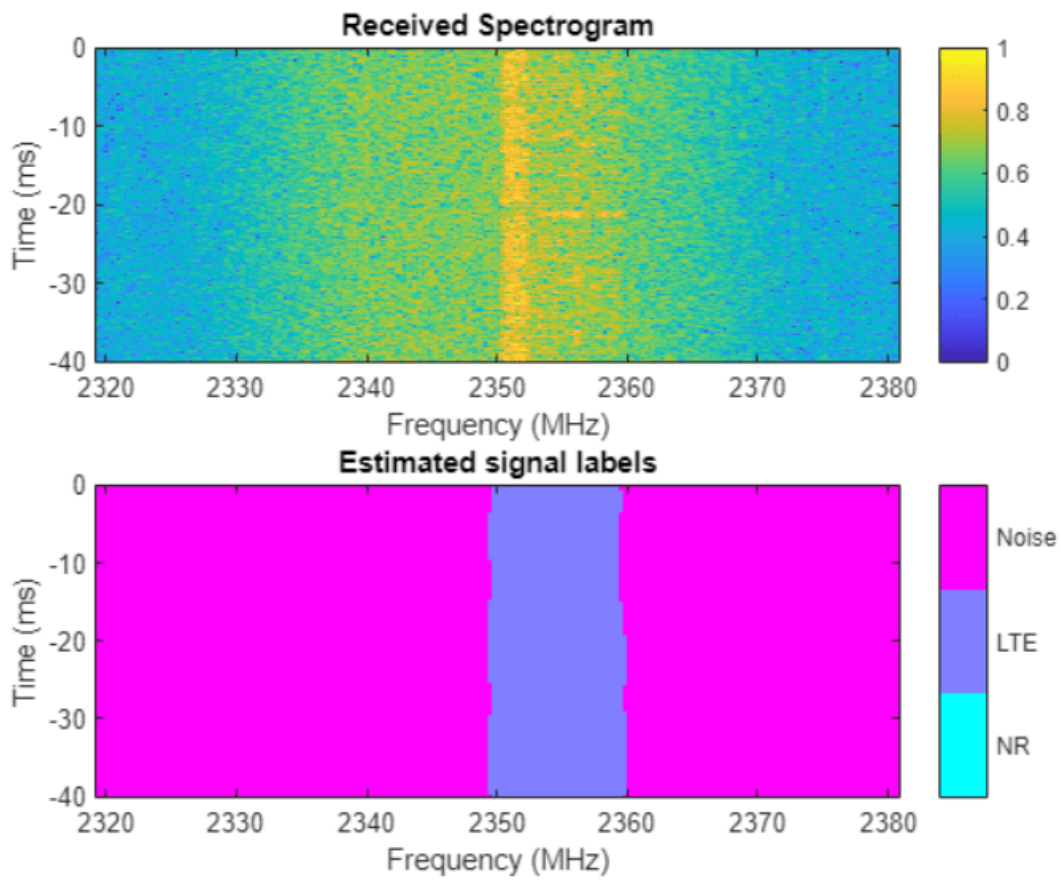 Received Spectrogram
0
-10
-20
-30
-40
Time (ms)
2320 2330 2340 2350 2360 2370 2380
Frequency (MHz)
1
0.8
0.6
0.4
0.2
0
Estimated signal labels
0
-10
-20
-30
-40
Time (ms)
2320 2330 2340 2350 2360 2370 2380
Frequency (MHz)
Noise
LTE
NR